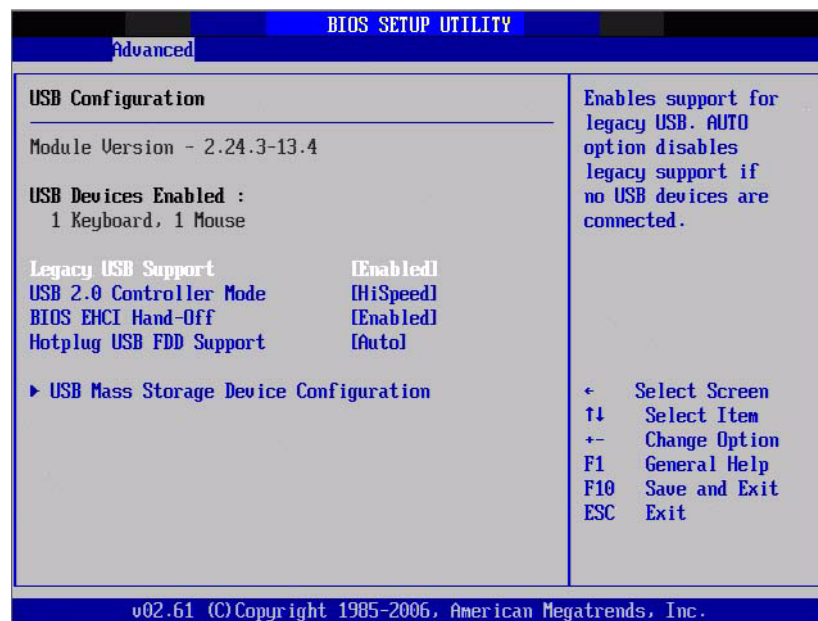 BIOS SETUP UTILITY
Advanced
USB Configuration
Module Version - 2.24.3-13.4
USB Devices Enabled :
1 Keyboard, 1 Mouse
Legacy USB Support [Enabled]
USB 2.0 Controller Mode [HiSpeed]
BIOS EHCI Hand-Off [Enabled]
Hotplug USB FDD Support [Auto]
▶ USB Mass Storage Device Configuration
Enables support for
legacy USB. AUTO
option disables
legacy support if
no USB devices are
connected.
← Select Screen
↑↓ Select Item
+- Change Option
F1 General Help
F10 Save and Exit
ESC Exit
v02.61 (C)Copyright 1985-2006, American Megatrends, Inc.